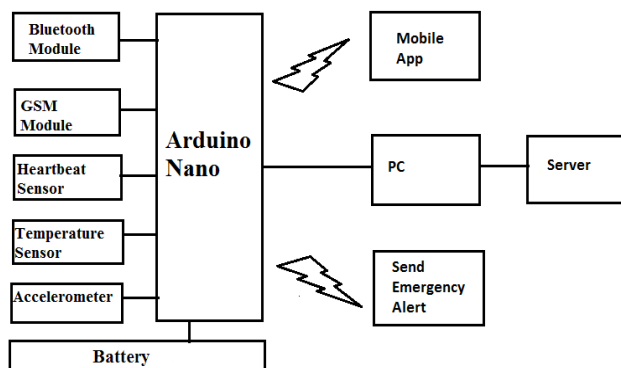 Bluetooth
Module
GSM
Module
Heartbeat
Sensor
Temperature
Sensor
Accelerometer
Battery
Arduino
Nano
Mobile
App
PC
Server
Send
Emergency
Alert